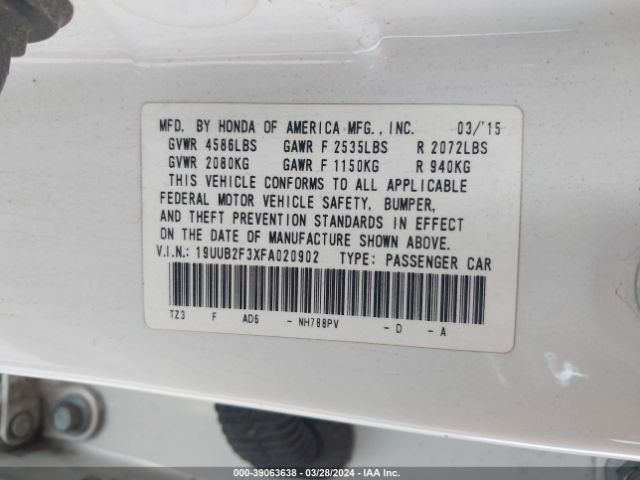 MFD. BY HONDA OF AMERICA MFG., INC. 03/'15
GVWR 4586LBS GAWR F 2535LBS R 2072LBS
GVWR 2080KG GAWR F 1150KG R 940KG
THIS VEHICLE CONFORMS TO ALL APPLICABLE
FEDERAL MOTOR VEHICLE SAFETY, BUMPER,
AND THEFT PREVENTION STANDARDS IN EFFECT
ON THE DATE OF MANUFACTURE SHOWN ABOVE.
V.I.N.: 19UUB2F3XFA020902 TYPE: PASSENGER CAR
TZ3 F AD6 - NH788PV - D - A
000-39063638 - 03/28/2024 - IAA Inc.